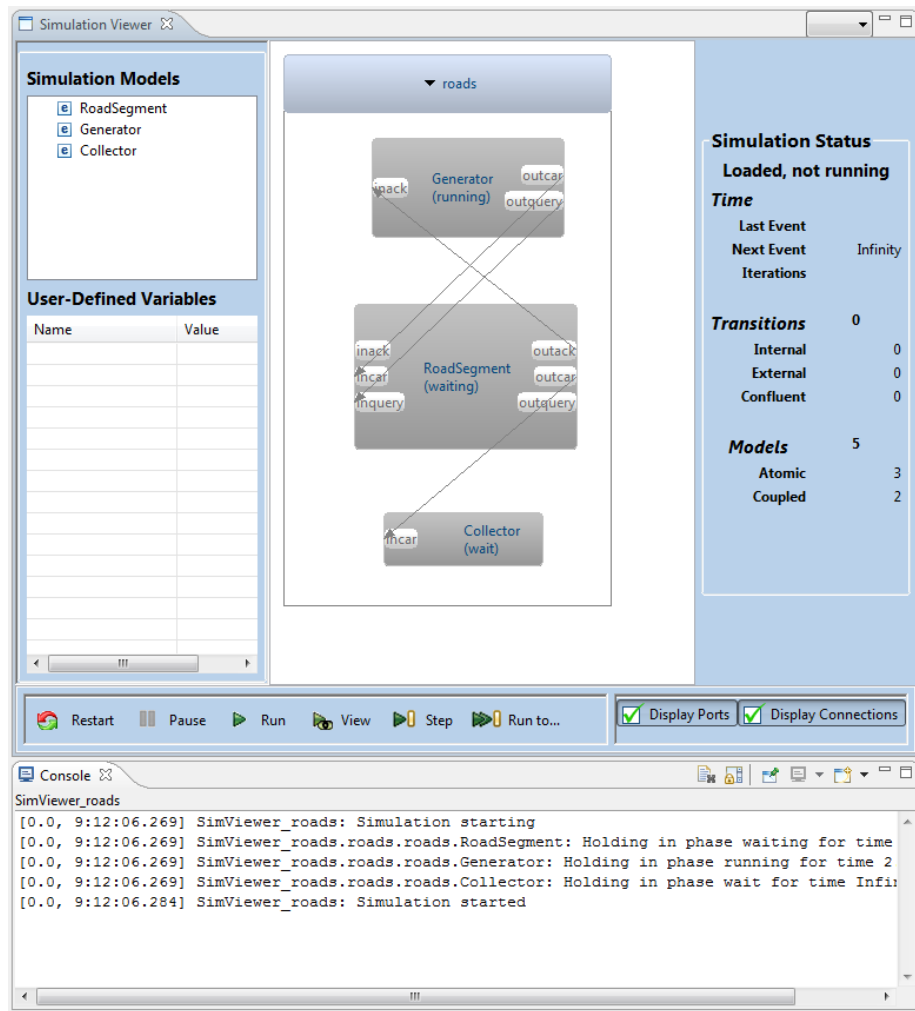 Simulation Viewer
Simulation Models
RoadSegment
Generator
Collector
User-Defined Variables
Name Value
roads
Generator
(running)
inack
outcar
outquery
RoadSegment
(waiting)
inack
incar
inquery
outack
outcar
outquery
Collector
(wait)
incar
Simulation Status
Loaded, not running
Time
Last Event
Next Event Infinity
Iterations
Transitions 0
Internal 0
External 0
Confluent 0
Models 5
Atomic 3
Coupled 2
Restart Pause Run View Step Run to...
Display Ports Display Connections
Console
SimViewer_roads
[0.0, 9:12:06.269] SimViewer_roads: Simulation starting
[0.0, 9:12:06.269] SimViewer_roads.roads.roads.RoadSegment: Holding in phase waiting for time
[0.0, 9:12:06.269] SimViewer_roads.roads.roads.Generator: Holding in phase running for time 2
[0.0, 9:12:06.269] SimViewer_roads.roads.roads.Collector: Holding in phase wait for time Infi
[0.0, 9:12:06.284] SimViewer_roads: Simulation started